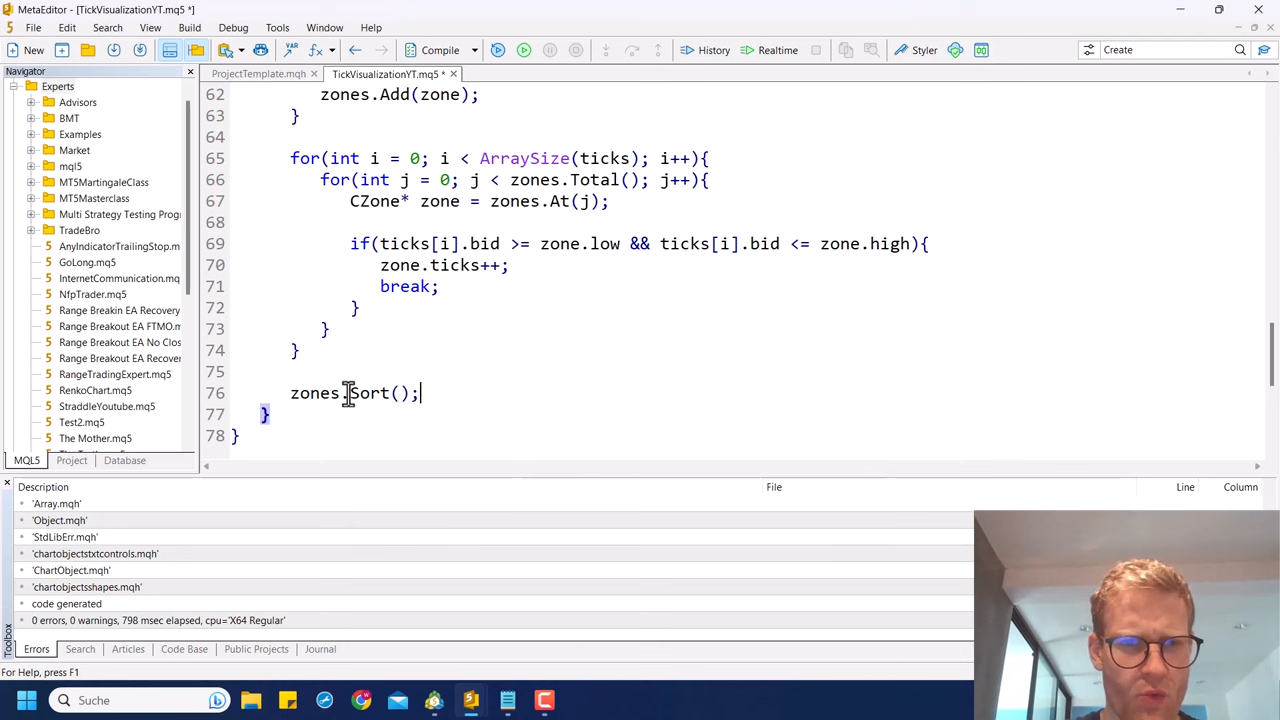 MetaEditor - [TickVisualizationYT.mq5 *]
5 File Edit Search View Build Debug Tools Window Help
New Compile History Realtime Styler Create
Navigator
ProjectTemplate.mqh TickVisualizationYT.mq5 *
Experts
Advisors
BMT
Examples
Market
mql5
MT5MartingaleClass
MT5Masterclass
Multi Strategy Testing Progr
TradeBro
AnyIndicatorTrailingStop.m
GoLong.mq5
InternetCommunication.mq
NfpTrader.mq5
Range Breakin EA Recovery
Range Breakout EA FTMO.m
Range Breakout EA No Clos
Range Breakout EA Recover
RangeTradingExpert.mq5
RenkoChart.mq5
StraddleYoutube.mq5
Test2.mq5
The Mother.mq5
MQL5 Project Database
62 zones.Add(zone);
63 }
64
65 for(int i = 0; i < ArraySize(ticks); i++){
66 for(int j = 0; j < zones.Total(); j++){
67 CZone* zone = zones.At(j);
68
69 if(ticks[i].bid >= zone.low && ticks[i].bid <= zone.high){
70 zone.ticks++;
71 break;
72 }
73 }
74 }
75
76 zones.Sort();
77 }
78 }
Description File Line Column
'Array.mqh'
'Object.mqh'
'StdLibErr.mqh'
'chartobjectstxtcontrols.mqh'
'ChartObject.mqh'
'chartobjectsshapes.mqh'
code generated
0 errors, 0 warnings, 798 msec elapsed, cpu='X64 Regular'
Toolbox
Errors Search Articles Code Base Public Projects Journal
For Help, press F1
Suche